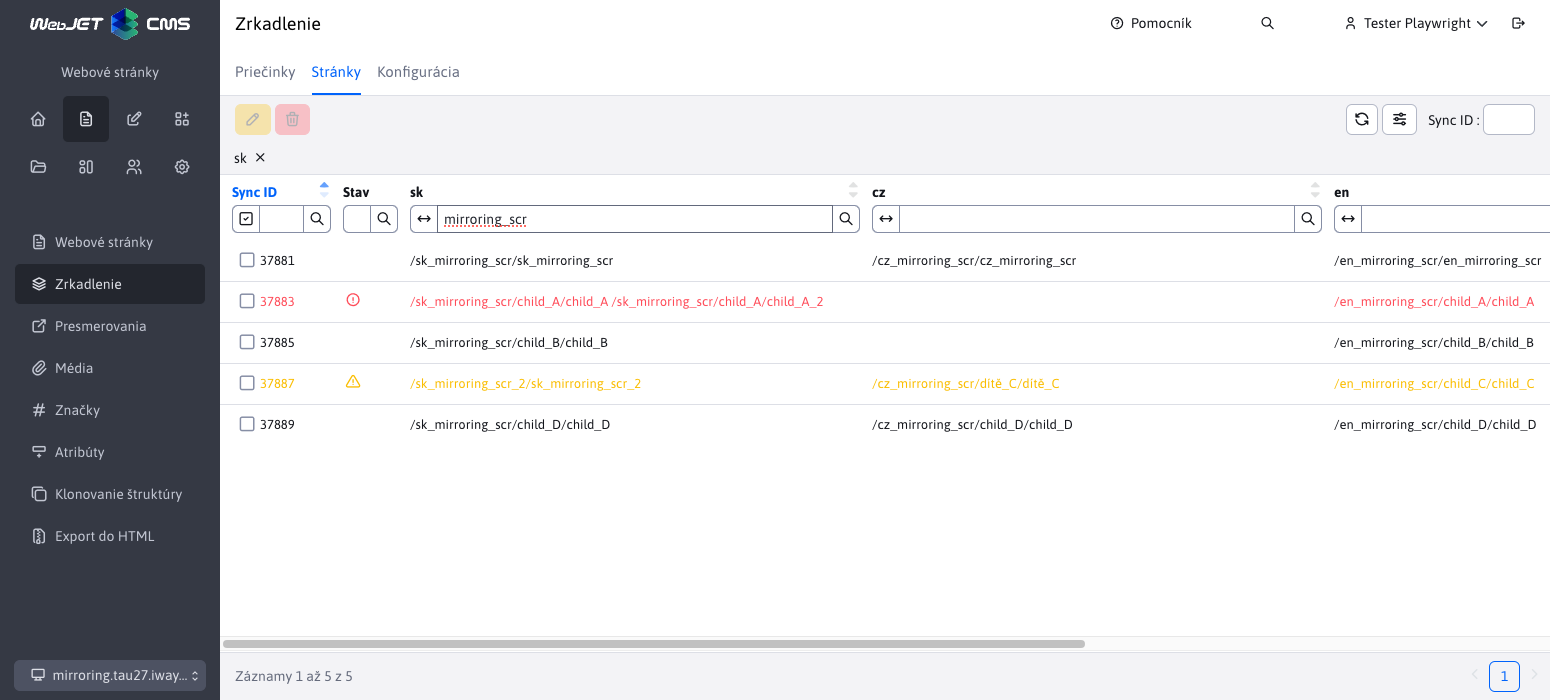 WebJET CMS
Webové stránky
Webové stránky
Zrkadlenie
Presmerovania
Média
Značky
Atribúty
Klonovanie štruktúry
Export do HTML
mirroring.tau27.iway...
Zrkadlenie
Pomocník
Tester Playwright
Priečinky Stránky Konfigurácia
Sync ID :
sk ×
Sync ID Stav sk cz en
mirroring_scr
37881 /sk_mirroring_scr/sk_mirroring_scr /cz_mirroring_scr/cz_mirroring_scr /en_mirroring_scr/en_mirroring_scr
37883 /sk_mirroring_scr/child_A/child_A /sk_mirroring_scr/child_A/child_A_2 /en_mirroring_scr/child_A/child_A
37885 /sk_mirroring_scr/child_B/child_B /en_mirroring_scr/child_B/child_B
37887 /sk_mirroring_scr_2/sk_mirroring_scr_2 /cz_mirroring_scr/dítě_C/dítě_C /en_mirroring_scr/child_C/child_C
37889 /sk_mirroring_scr/child_D/child_D /cz_mirroring_scr/child_D/child_D /en_mirroring_scr/child_D/child_D
Záznamy 1 až 5 z 5
1